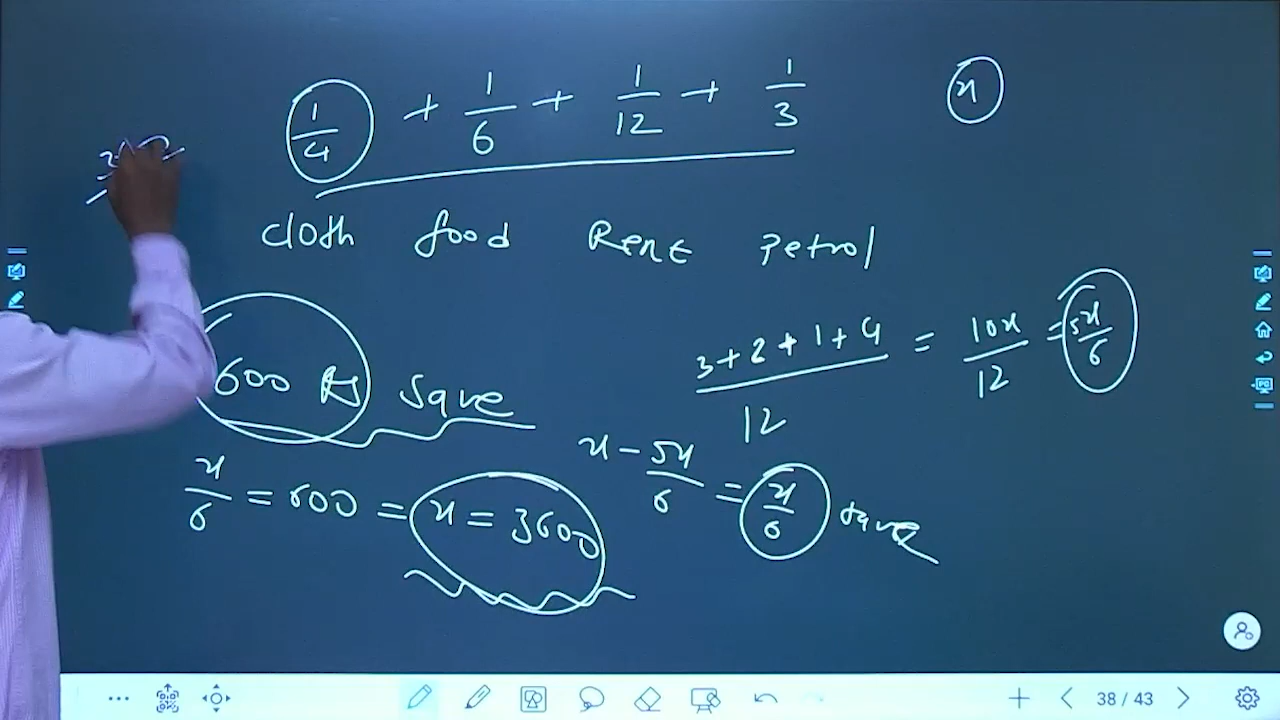 1/4 + 1/6 + 1/12 + 1/3
x
cloth food Rent Petrol
3+2+1+4/12 = 10x/12 = 5x/6
600 Rs save
x - 5x/6 = x/6 save
x/6 = 600 = x = 3600
38 / 43